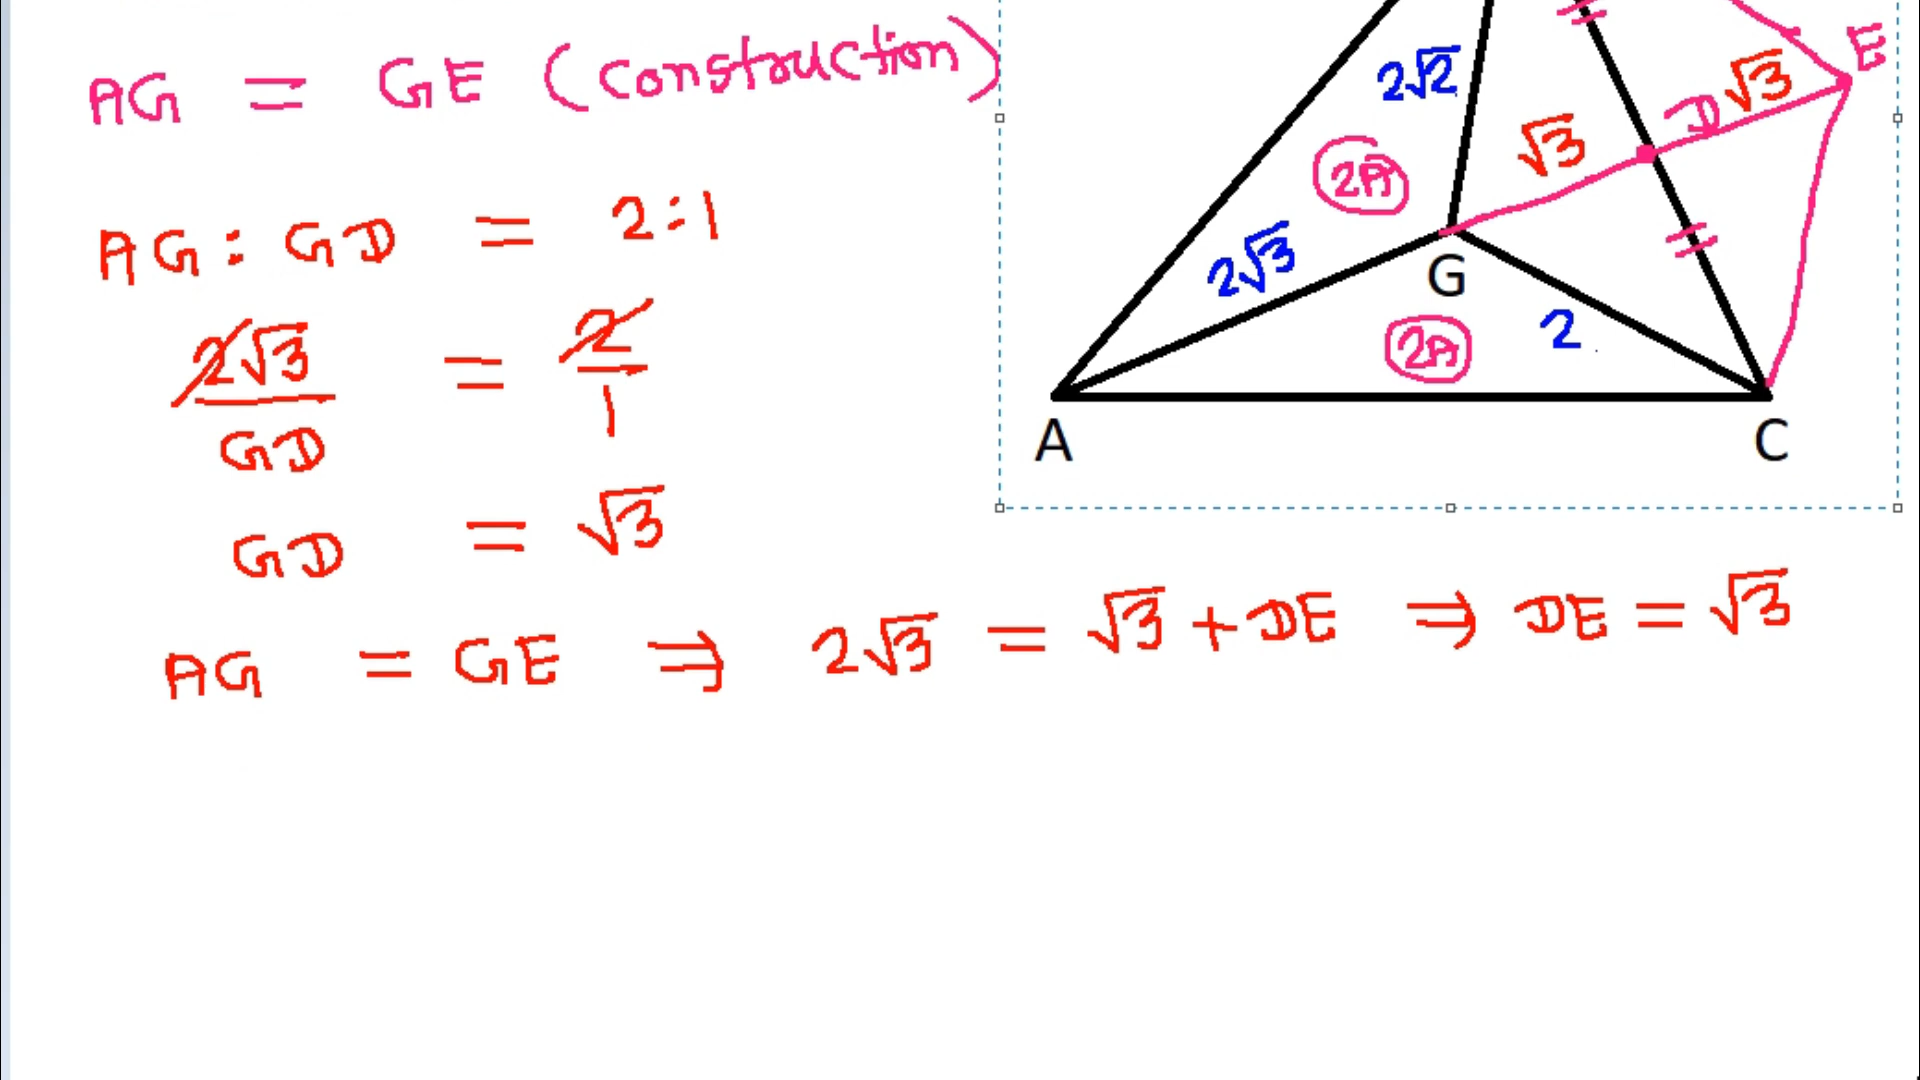 AG = GE (construction)
AG : GD = 2:1
2√3 / GD = 2 / 1
GD = √3
AG = GE ⇒ 2√3 = √3 + DE ⇒ DE = √3
E
2√2
√3
D
√3
2A
2√3
G
2
2A
A
C